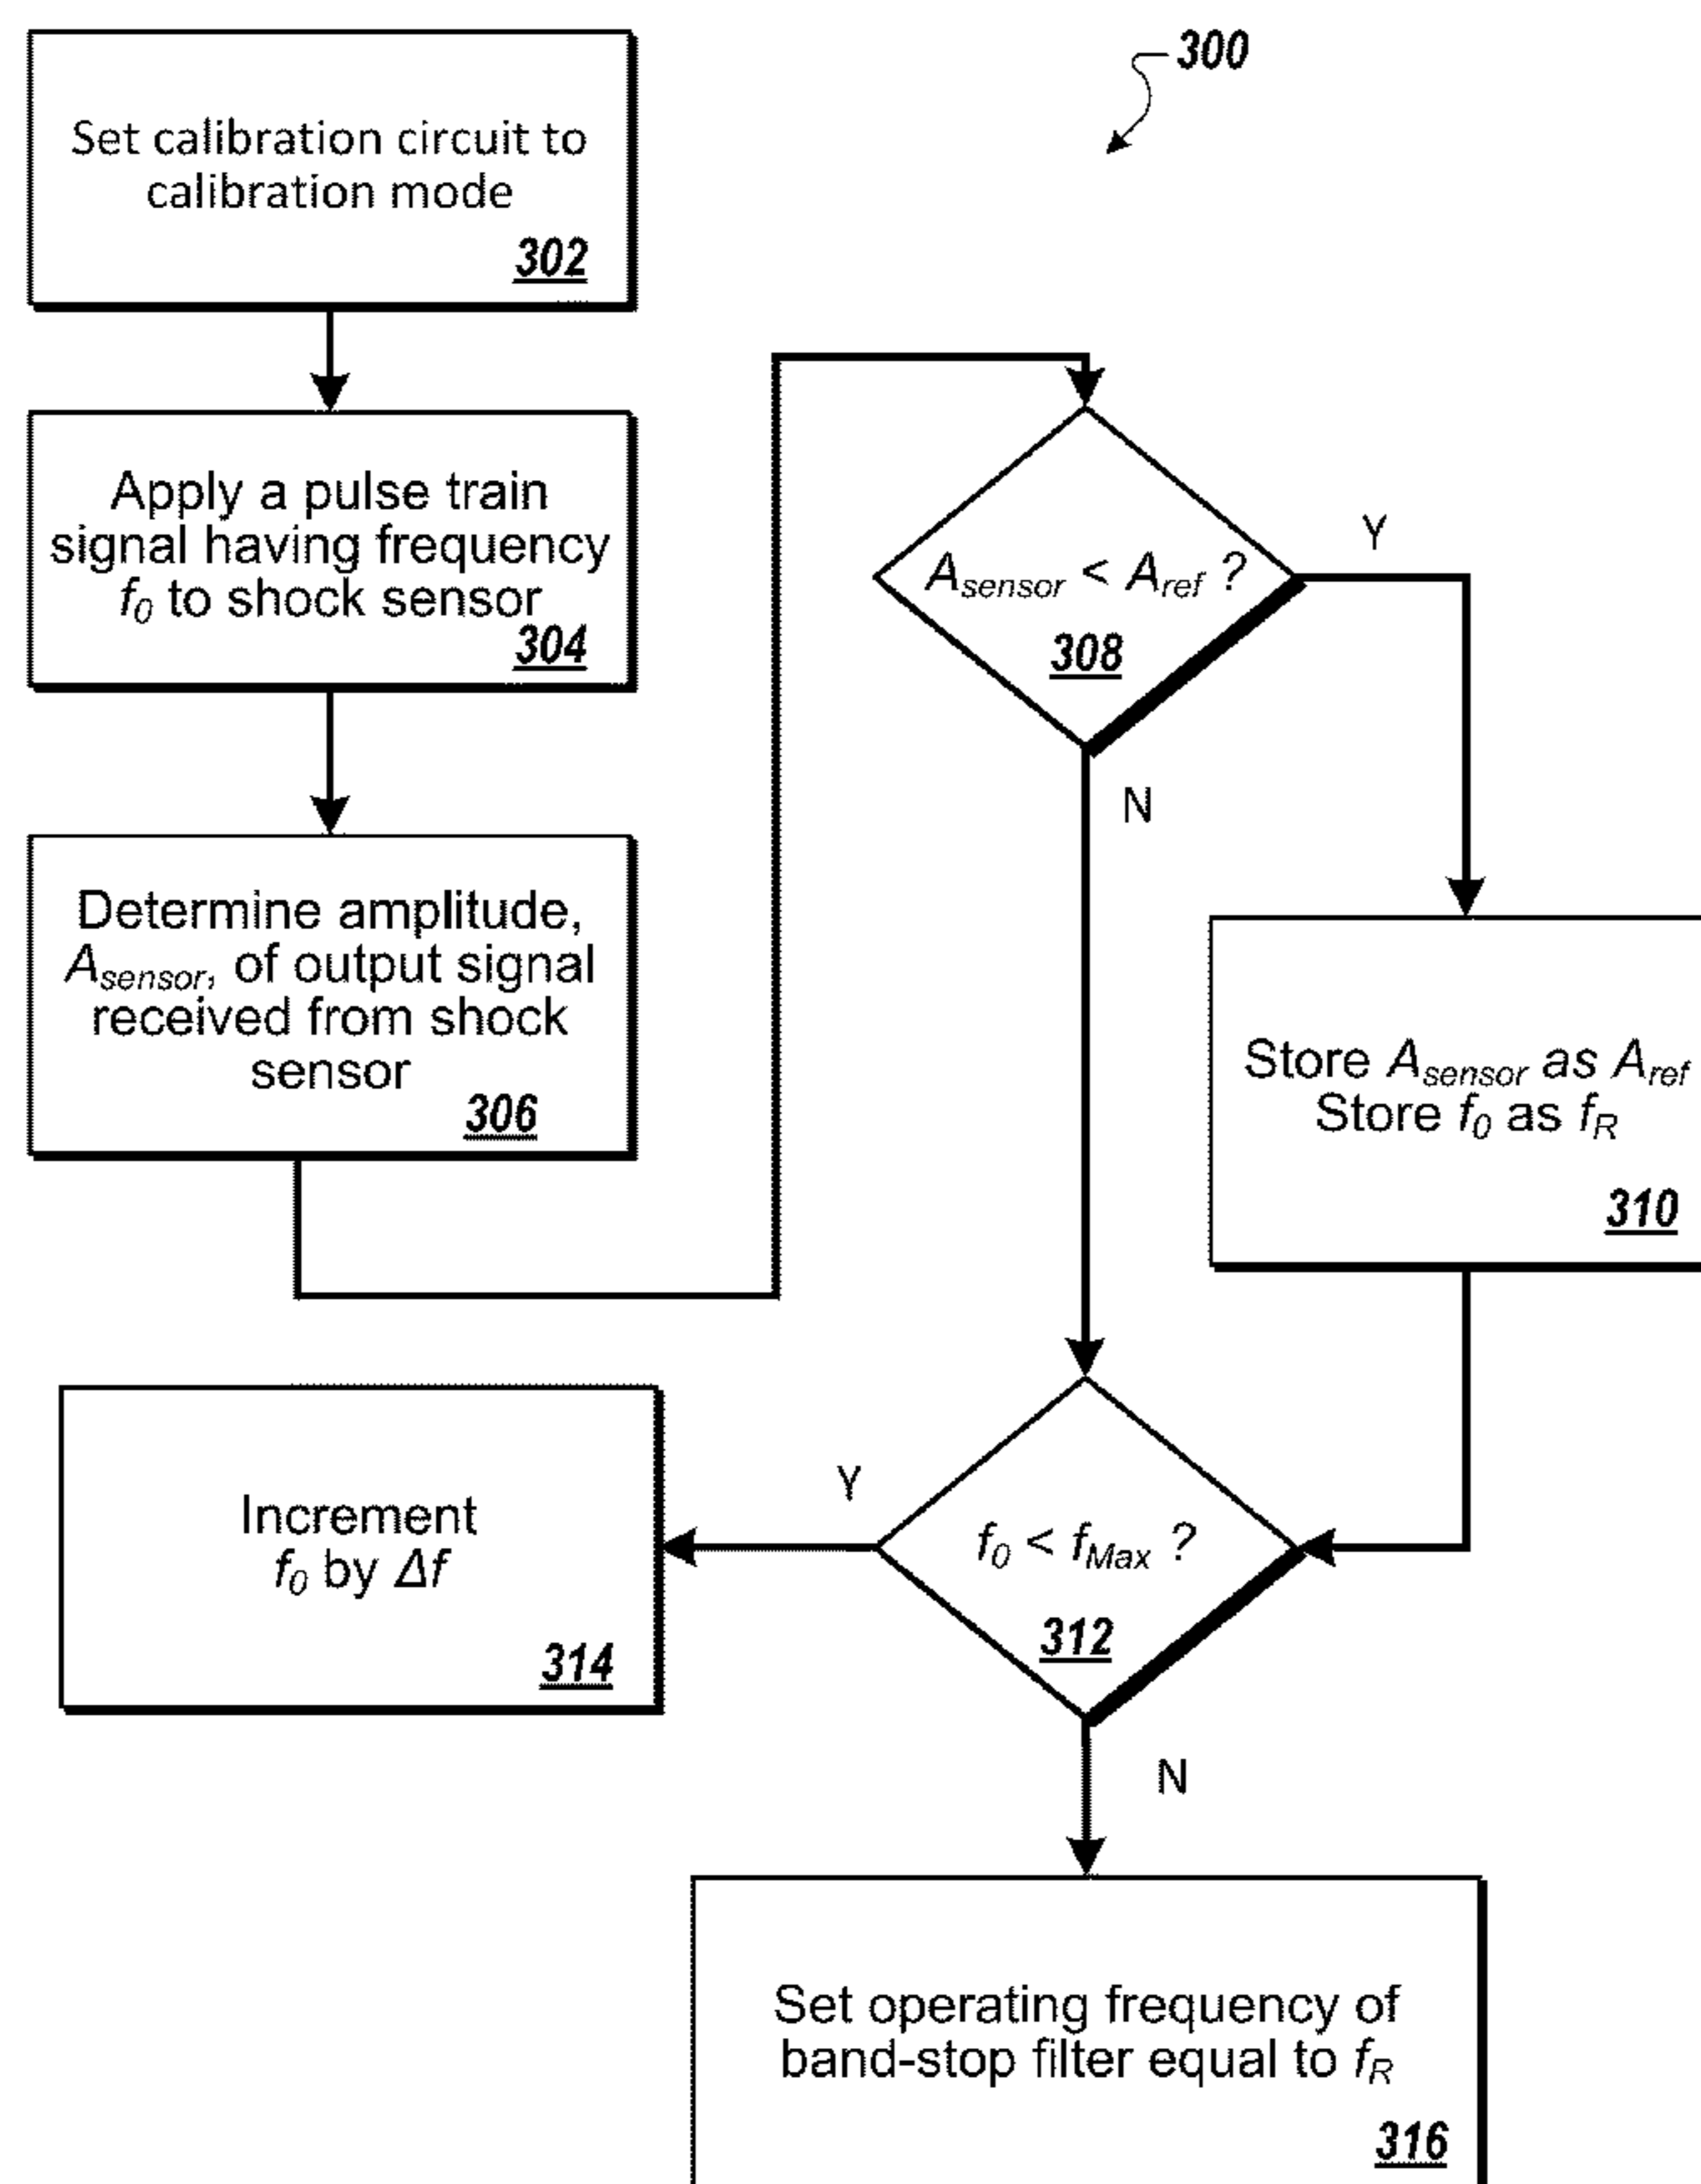 300
Set calibration circuit to
calibration mode
302
Apply a pulse train
signal having frequency
f0 to shock sensor
304
Determine amplitude,
Asensor, of output signal
received from shock
sensor
306
Asensor < Aref ?
308
Y
N
Store Asensor as Aref
Store f0 as fR
310
f0 < fMax ?
312
Y
N
Increment
f0 by Δf
314
Set operating frequency of
band-stop filter equal to fR
316